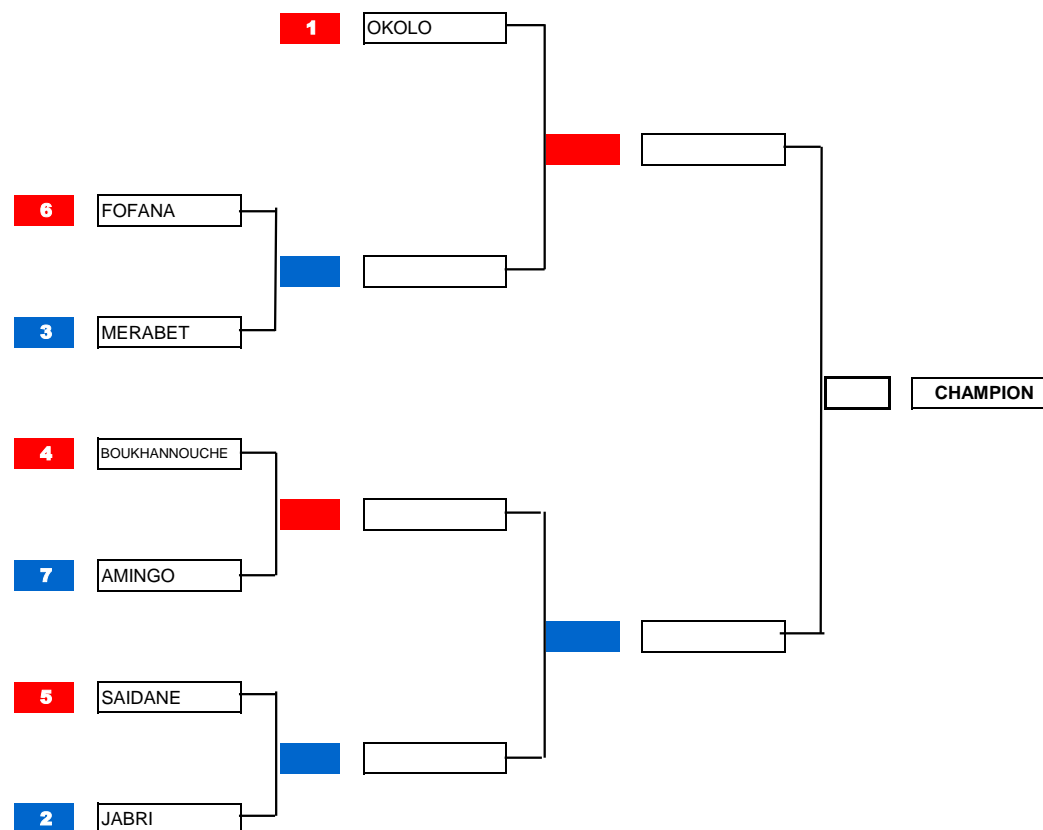 1 OKOLO
6 FOFANA
3 MERABET
CHAMPION
4 BOUKHANNOUCHE
7 AMINGO
5 SAIDANE
2 JABRI